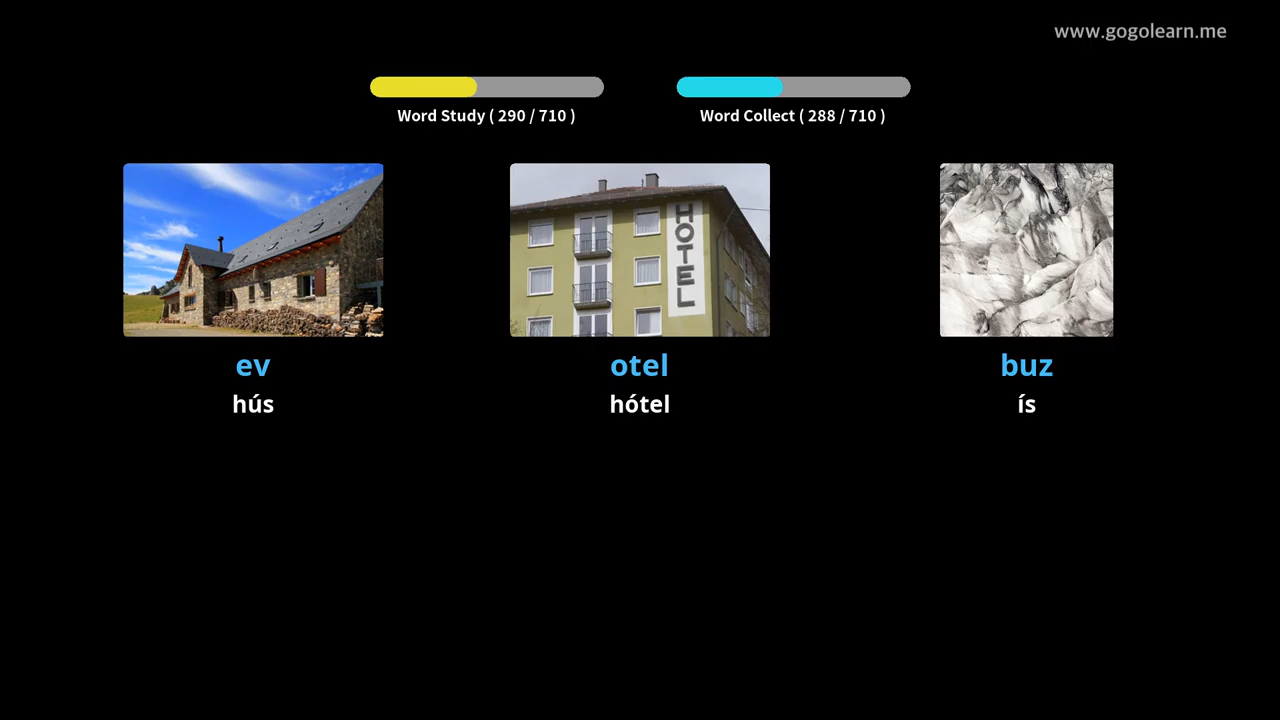 www.gogolearn.me
Word Study ( 290 / 710 )
Word Collect ( 288 / 710 )
HOTEL
ev
otel
buz
hús
hótel
ís